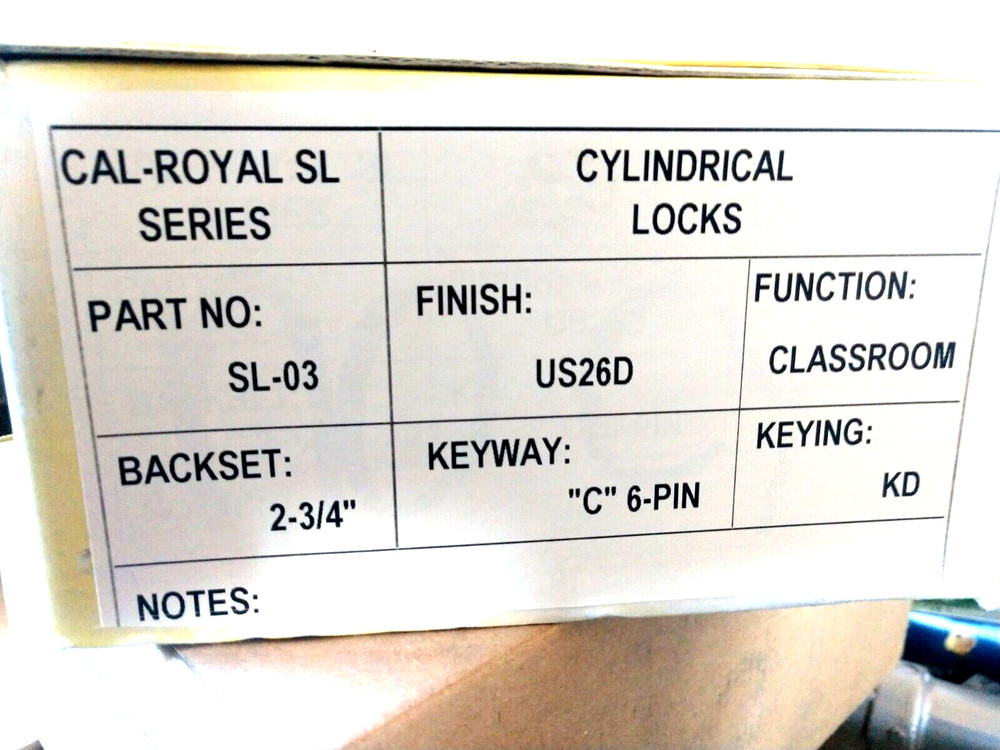 CAL-ROYAL SL
SERIES
CYLINDRICAL
LOCKS
PART NO:
SL-03
FINISH:
US26D
FUNCTION:
CLASSROOM
BACKSET:
2-3/4"
KEYWAY:
"C" 6-PIN
KEYING:
KD
NOTES: